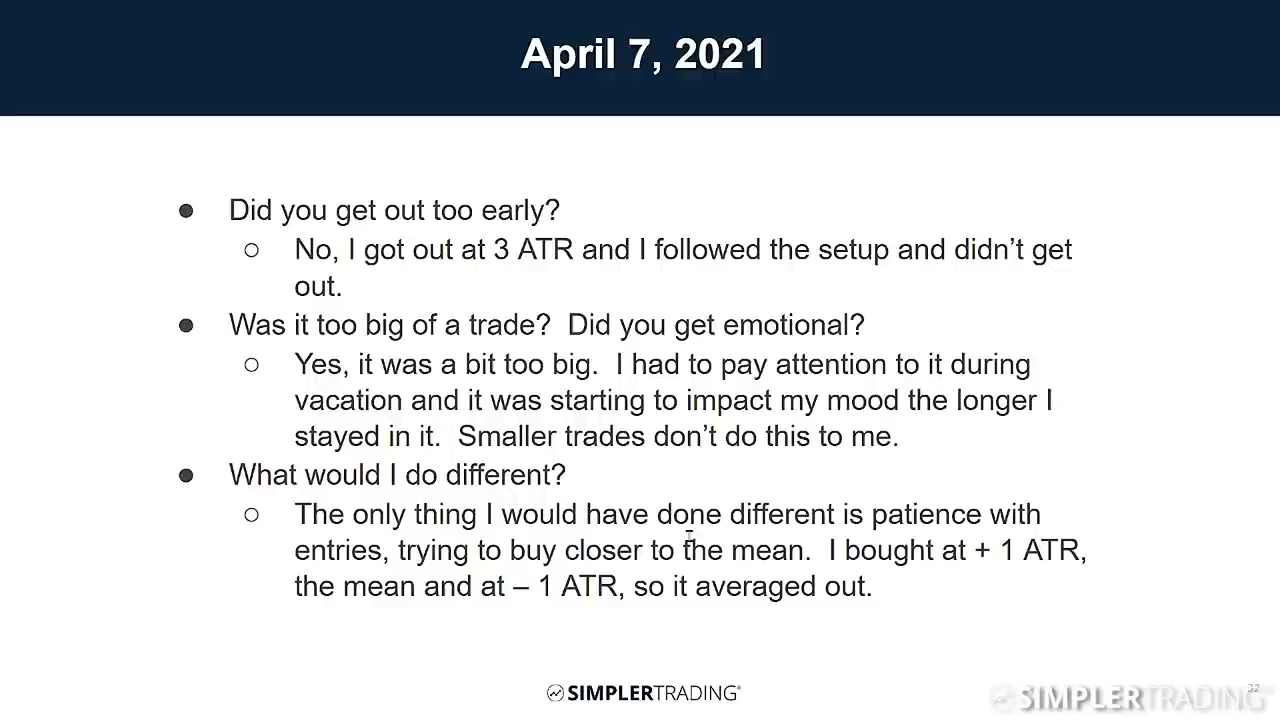 April 7, 2021
● Did you get out too early?
○ No, I got out at 3 ATR and I followed the setup and didn’t get
out.
● Was it too big of a trade?  Did you get emotional?
○ Yes, it was a bit too big.  I had to pay attention to it during
vacation and it was starting to impact my mood the longer I
stayed in it.  Smaller trades don’t do this to me.
● What would I do different?
○ The only thing I would have done different is patience with
entries, trying to buy closer to the mean.  I bought at + 1 ATR,
the mean and at – 1 ATR, so it averaged out.
SIMPLERTRADING®
32
SIMPLERTRADING®